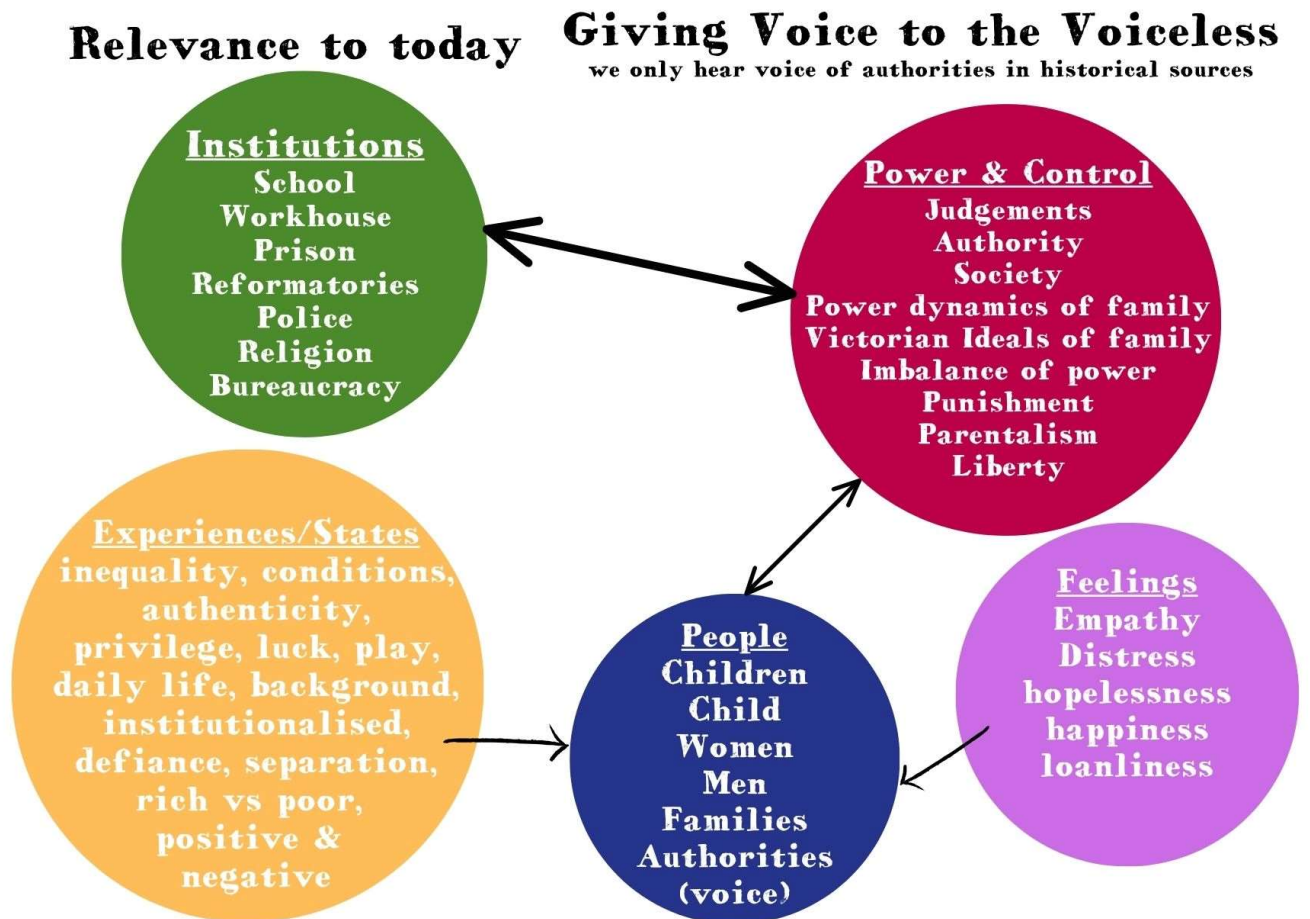 Relevance to today
Giving Voice to the Voiceless
we only hear voice of authorities in historical sources
Institutions
School
Workhouse
Prison
Reformatories
Police
Religion
Bureaucracy
Power & Control
Judgements
Authority
Society
Power dynamics of family
Victorian Ideals of family
Imbalance of power
Punishment
Parentalism
Liberty
Experiences/States
inequality, conditions,
authenticity,
privilege, luck, play,
daily life, background,
institutionalised,
defiance, separation,
rich vs poor,
positive &
negative
People
Children
Child
Women
Men
Families
Authorities
(voice)
Feelings
Empathy
Distress
hopelessness
happiness
loanliness